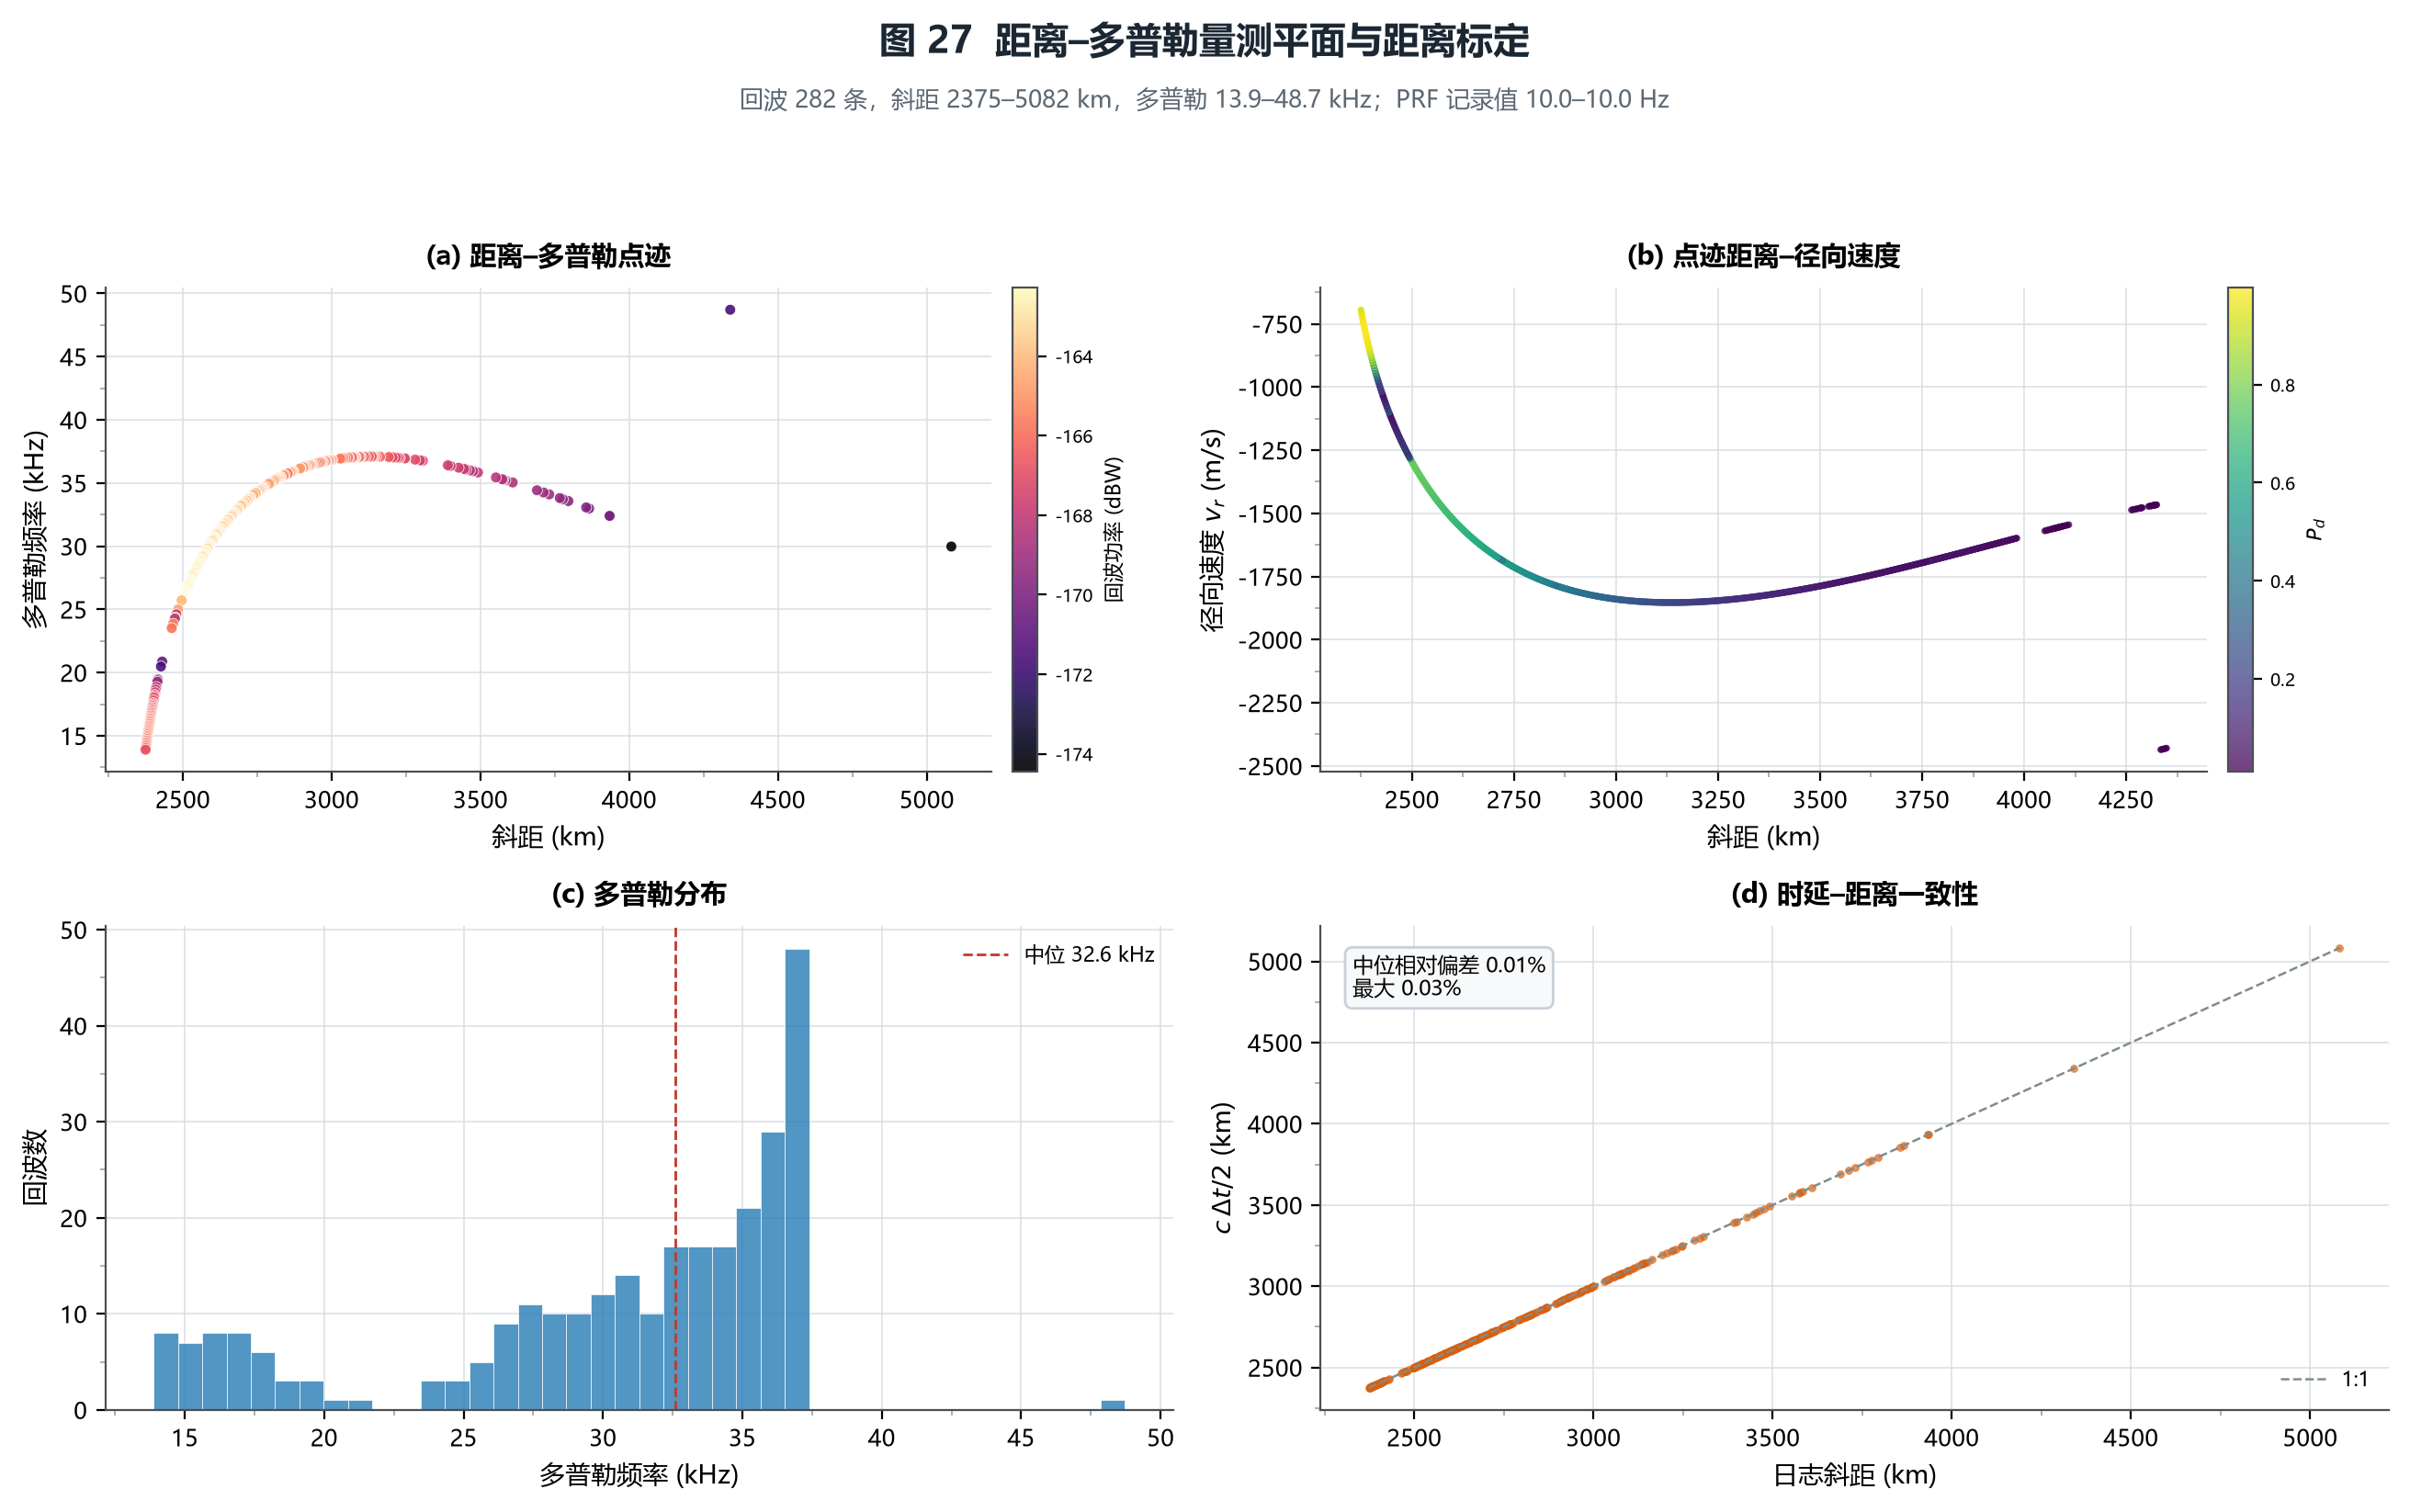 图 27 距离–多普勒量测平面与距离标定
回波 282 条，斜距 2375–5082 km，多普勒 13.9–48.7 kHz；PRF 记录值 10.0–10.0 Hz
(a) 距离–多普勒点迹
50
45
40
35
30
25
20
15
多普勒频率 (kHz)
2500 3000 3500 4000 4500 5000
斜距 (km)
-164
-166
-168
-170
-172
-174
回波功率 (dBW)
(b) 点迹距离–径向速度
-750
-1000
-1250
-1500
-1750
-2000
-2250
-2500
径向速度 v_r (m/s)
2500 2750 3000 3250 3500 3750 4000 4250
斜距 (km)
0.8
0.6
0.4
0.2
P_d
(c) 多普勒分布
中位 32.6 kHz
50
40
30
20
10
0
回波数
15 20 25 30 35 40 45 50
多普勒频率 (kHz)
(d) 时延–距离一致性
中位相对偏差 0.01%
最大 0.03%
5000
4500
4000
3500
3000
2500
c Δt/2 (km)
1:1
2500 3000 3500 4000 4500 5000
日志斜距 (km)